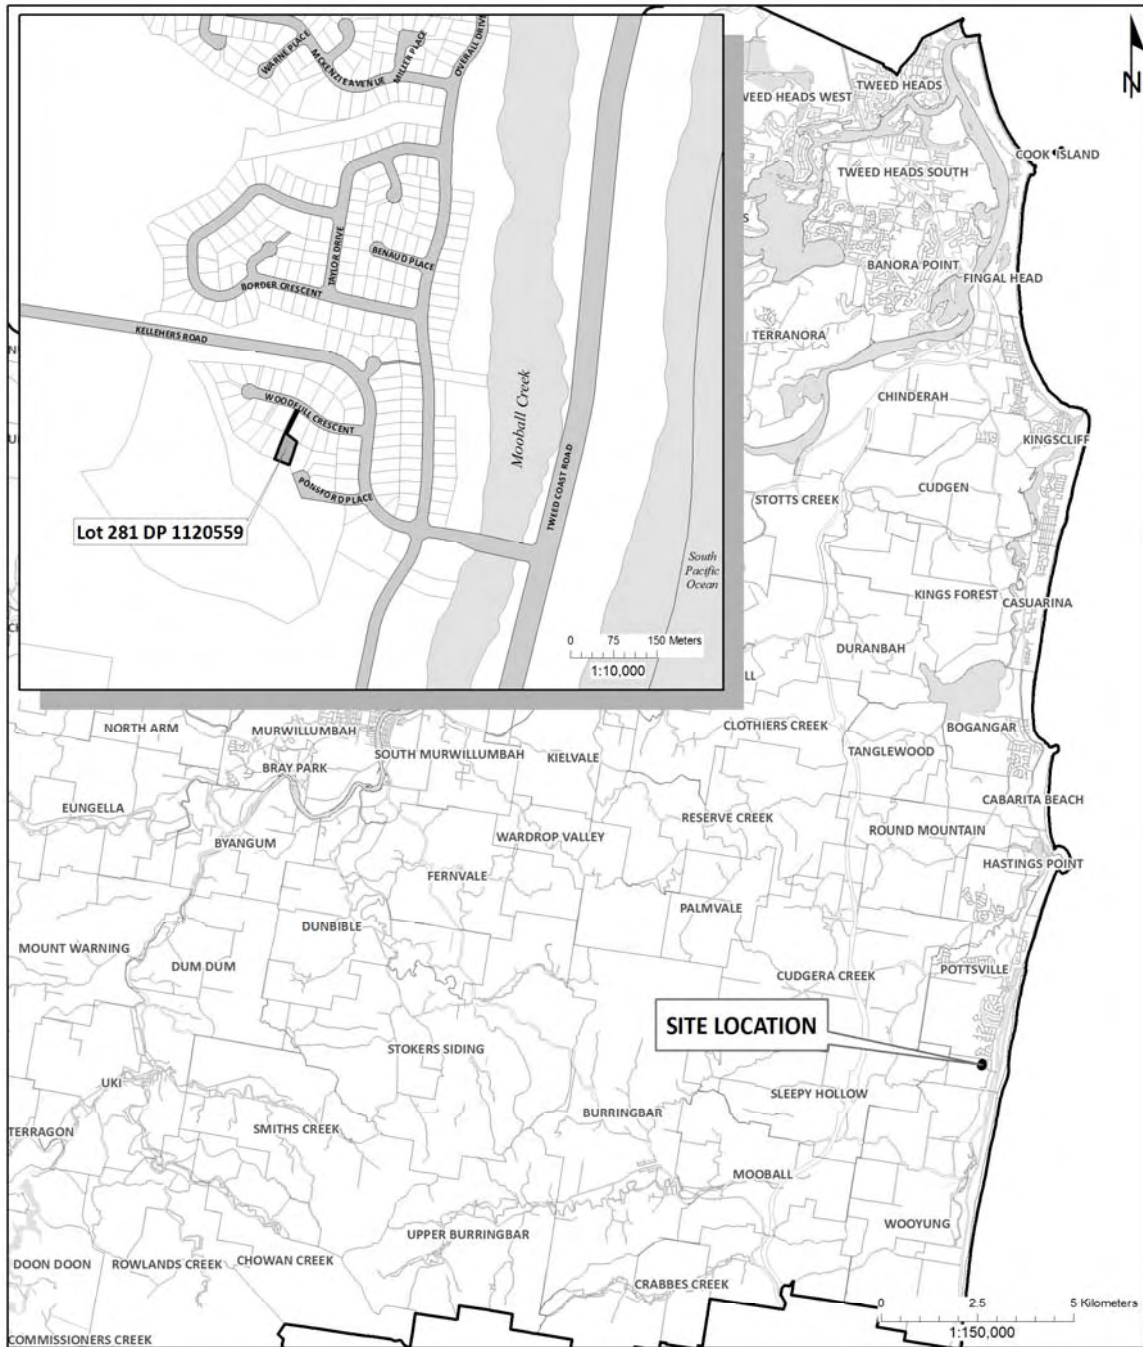 WARNE PLACE
MCKENZIE AVENUE
MILLER PLACE
OVERALL DRIVE
TAYLOR DRIVE
BENAUD PLACE
BORDER CRESCENT
KELLEHERS ROAD
WOODFULL CRESCENT
PONSFORD PLACE
Lot 281 DP 1120559
Mooball Creek
TWEED COAST ROAD
South
Pacific
Ocean
0 75 150 Meters
1:10,000
N
TWEED HEADS
WEED HEADS WEST
COOK ISLAND
TWEED HEADS SOUTH
S
BANORA POINT
FINGAL HEAD
TERRANORA
CHINDERAH
KINGSCLIFF
CUDGEN
STOTTS CREEK
KINGS FOREST
CASUARINA
DURANBAH
LL
N
U
CLOTHIERS CREEK
BOGANGAR
TANGLEWOOD
NORTH ARM
MURWILLUMBAH
SOUTH MURWILLUMBAH
KIELVALE
BRAY PARK
CABARITA BEACH
EUNGELLA
RESERVE CREEK
ROUND MOUNTAIN
BYANGUM
WARDROP VALLEY
HASTINGS POINT
FERNVALE
PALMVALE
DUNBIBLE
MOUNT WARNING
DUM DUM
CUDGERA CREEK
POTTSVILLE
SITE LOCATION
STOKERS SIDING
UKI
SLEEPY HOLLOW
BURRINGBAR
TERRAGON
SMITHS CREEK
MOOBALL
WOOYUNG
UPPER BURRINGBAR
DOON DOON
ROWLANDS CREEK
CHOWAN CREEK
CRABBES CREEK
0 2.5 5 Kilometers
1:150,000
COMMISSIONERS CREEK